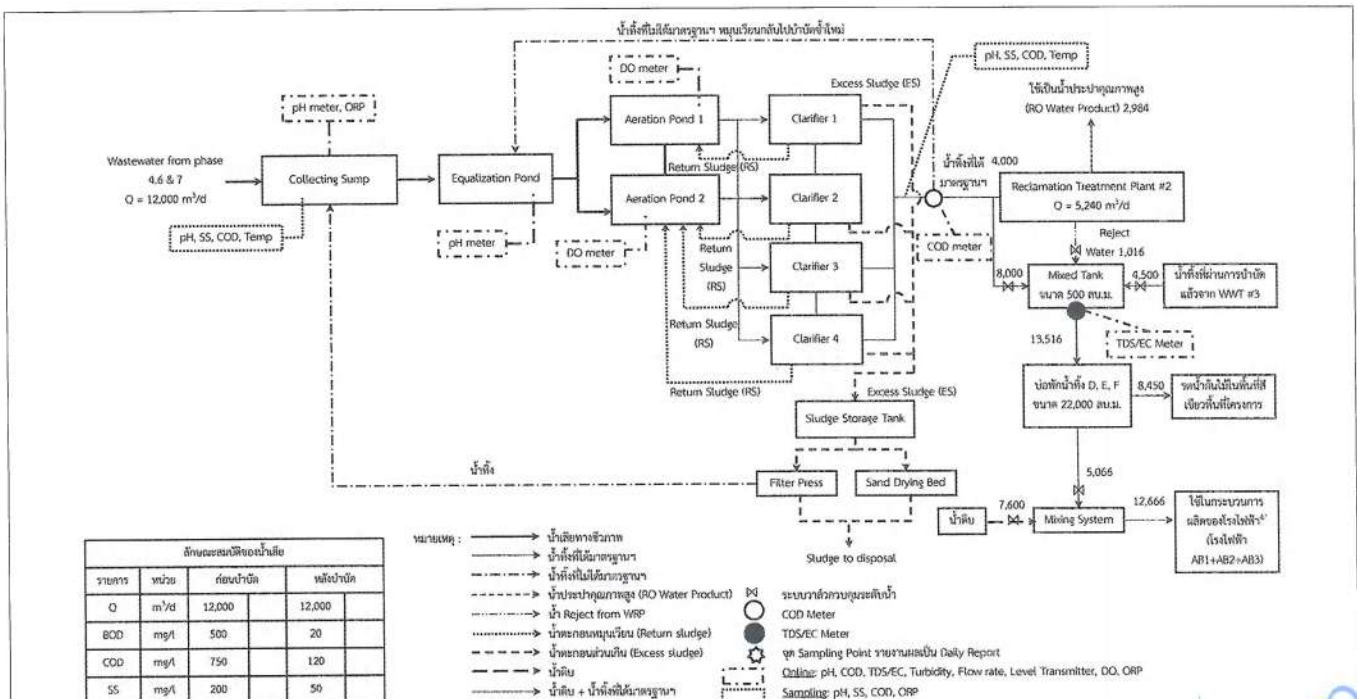 น้ำทิ้งที่ไม่ได้มาตรฐานฯ หมุนเวียนกลับไปบำบัดซ้ำใหม่
DO meter
pH meter, ORP
Excess Sludge (ES)
pH, SS, COD, Temp
ใช้เป็นน้ำประปาคุณภาพสูง
(RO Water Product) 2,984
Wastewater from phase
4,6 & 7
Q = 12,000 m³/d
Collecting Sump
Equalization Pond
Aeration Pond 1
Clarifier 1
Return Sludge (RS)
Aeration Pond 2
Clarifier 2
น้ำทิ้งที่ได้
มาตรฐานฯ
4,000
Reclamation Treatment Plant #2
Q = 5,240 m³/d
pH, SS, COD, Temp
pH meter
DO meter
Return
Sludge
(RS)
Clarifier 3
COD meter
Reject
Water 1,016
8,000
Mixed Tank
ขนาด 500 ลบ.ม.
4,500
น้ำทิ้งที่ผ่านการบำบัด
แล้วจาก WWT #3
Return Sludge
(RS)
Clarifier 4
13,516
TDS/EC Meter
Return Sludge (RS)
Excess Sludge (ES)
บ่อพักน้ำทิ้ง D, E, F
ขนาด 22,000 ลบ.ม.
8,450
รดน้ำต้นไม้ในพื้นที่สี
เขียวพื้นที่โครงการ
Sludge Storage Tank
น้ำทิ้ง
Filter Press
Sand Drying Bed
5,066
น้ำดิบ
7,600
Mixing System
12,666
ใช้ในกระบวนการ
ผลิตของโรงไฟฟ้า
(โรงไฟฟ้า
AB1+AB2+AB3)
Sludge to disposal
ลักษณะสมบัติของน้ำเสีย
รายการ หน่วย ก่อนบำบัด หลังบำบัด
Q m³/d 12,000 12,000
BOD mg/l 500 20
COD mg/l 750 120
SS mg/l 200 50
หมายเหตุ :
น้ำเสียทางชีวภาพ
น้ำทิ้งที่ได้มาตรฐานฯ
น้ำทิ้งที่ไม่ได้มาตรฐานฯ
น้ำประปาคุณภาพสูง (RO Water Product)
น้ำ Reject from WRP
น้ำตะกอนหมุนเวียน (Return sludge)
น้ำตะกอนส่วนเกิน (Excess sludge)
น้ำดิบ
น้ำดิบ + น้ำทิ้งที่ได้มาตรฐานฯ
ระบบวาล์วควบคุมระดับน้ำ
COD Meter
TDS/EC Meter
จุด Sampling Point รายงานผลเป็น Daily Report
Online: pH, COD, TDS/EC, Turbidity, Flow rate, Level Transmitter, DO, ORP
Sampling: pH, SS, COD, ORP